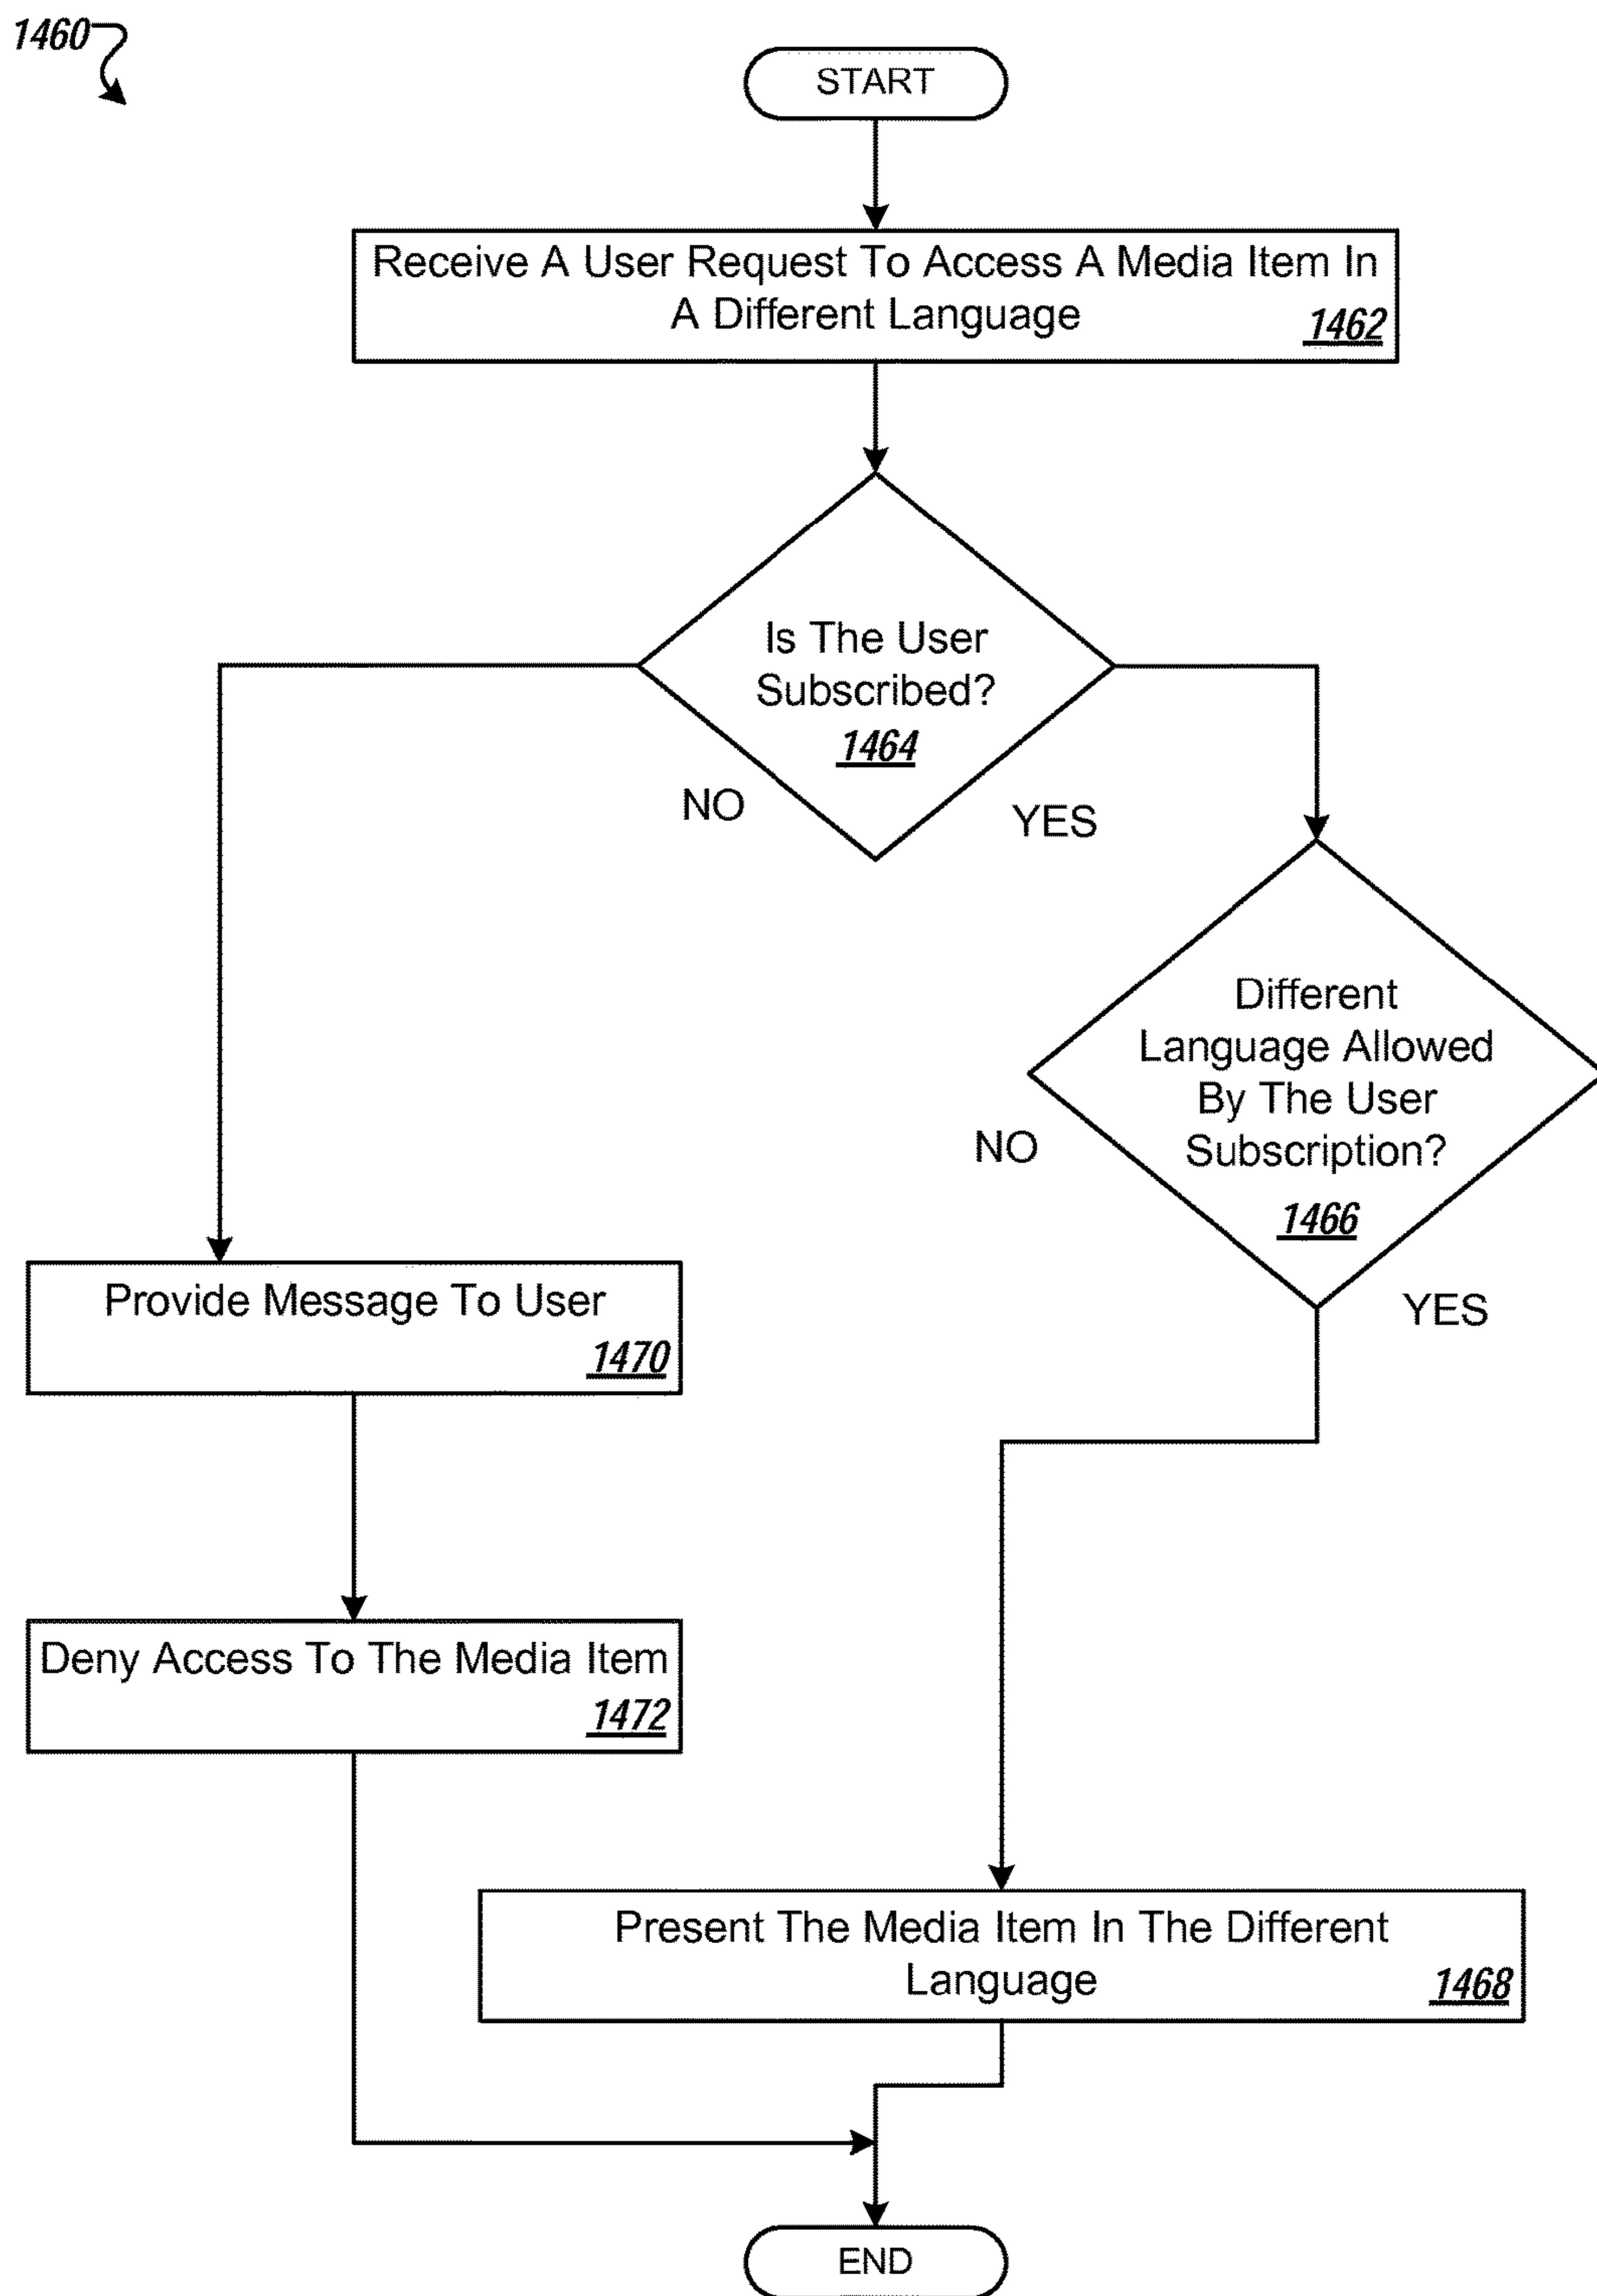 1460
START
Receive A User Request To Access A Media Item In
A Different Language
1462
Is The User
Subscribed?
1464
NO
YES
Different
Language Allowed
By The User
Subscription?
1466
NO
YES
Provide Message To User
1470
Deny Access To The Media Item
1472
Present The Media Item In The Different
Language
1468
END